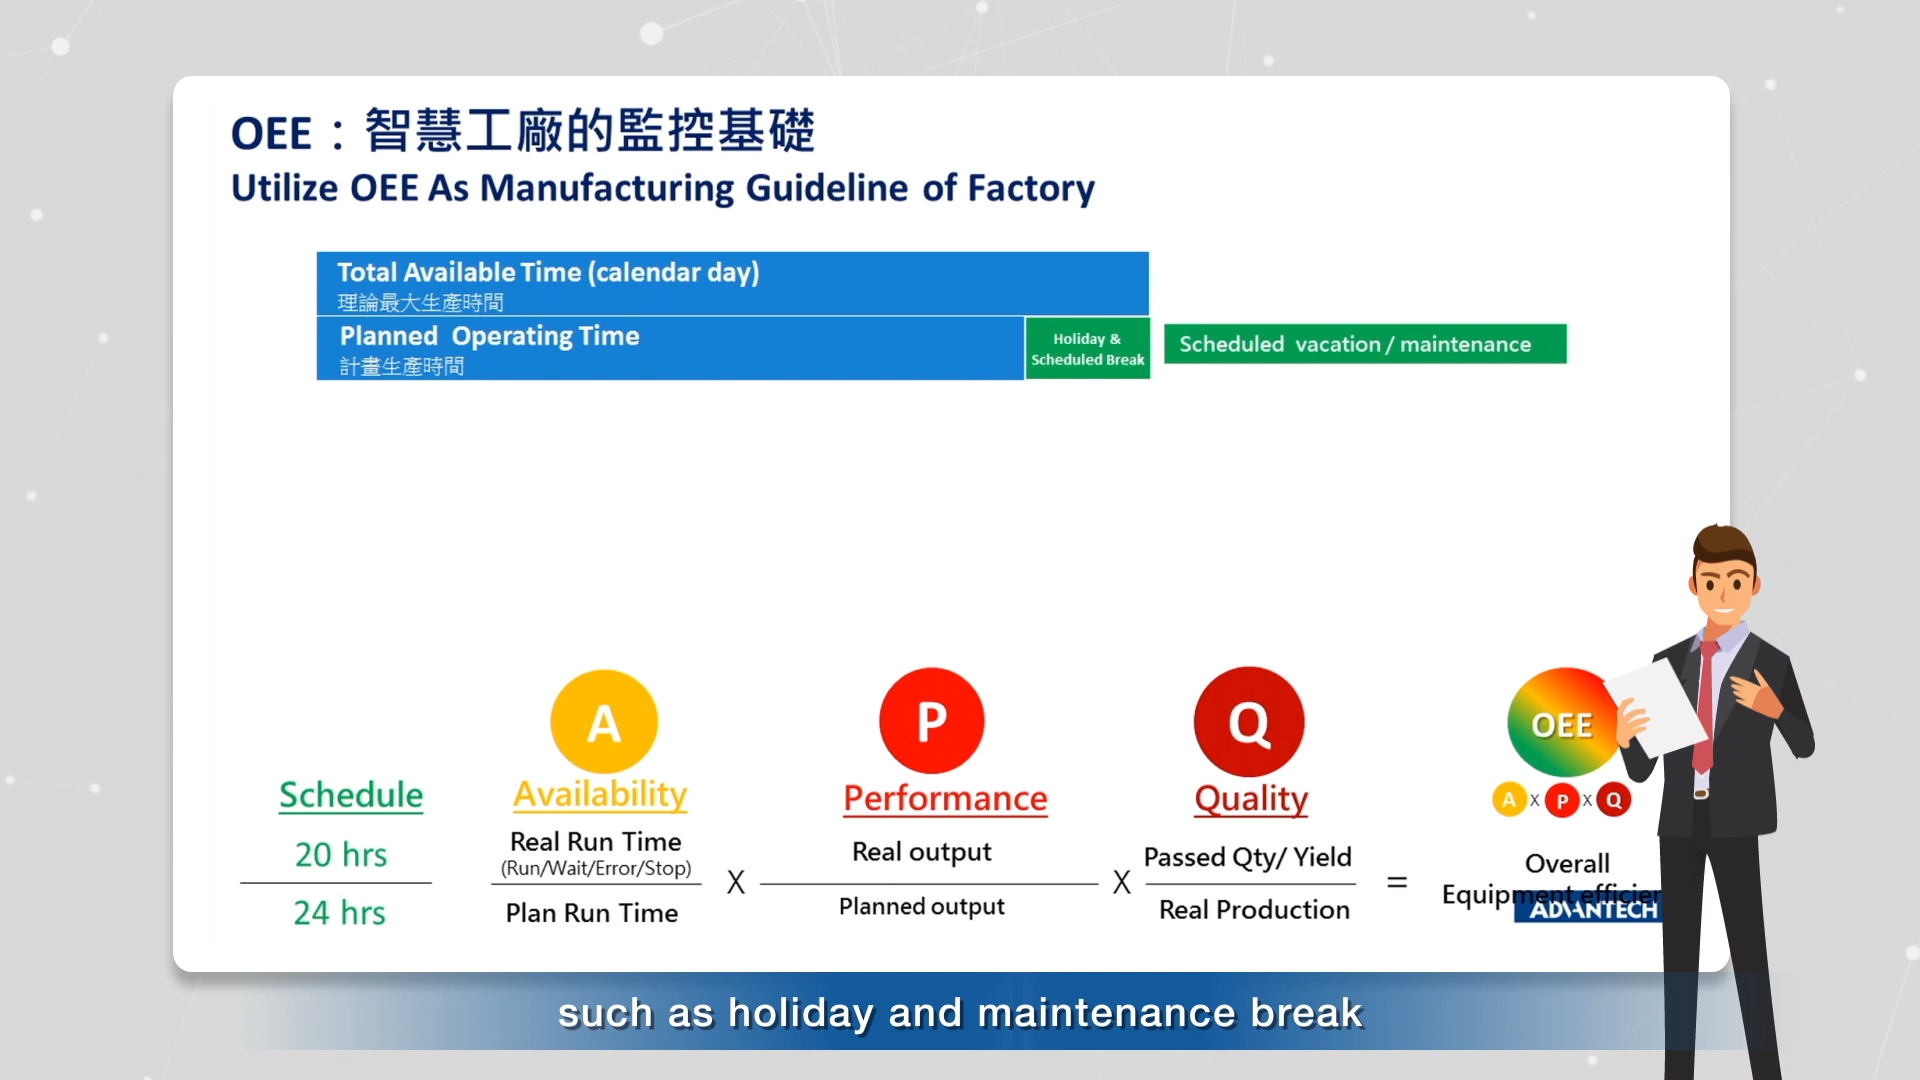 OEE：智慧工廠的監控基礎
Utilize OEE As Manufacturing Guideline of Factory
Total Available Time (calendar day)
理論最大生產時間
Planned Operating Time
計畫生產時間
Holiday &
Scheduled Break
Scheduled vacation / maintenance
A
P
Q
OEE
Schedule
Availability
Performance
Quality
A x P x Q
20 hrs
24 hrs
Real Run Time
(Run/Wait/Error/Stop)
Plan Run Time
X
Real output
Planned output
X
Passed Qty/ Yield
Real Production
=
Overall
Equipment
ADVANTECH
such as holiday and maintenance break